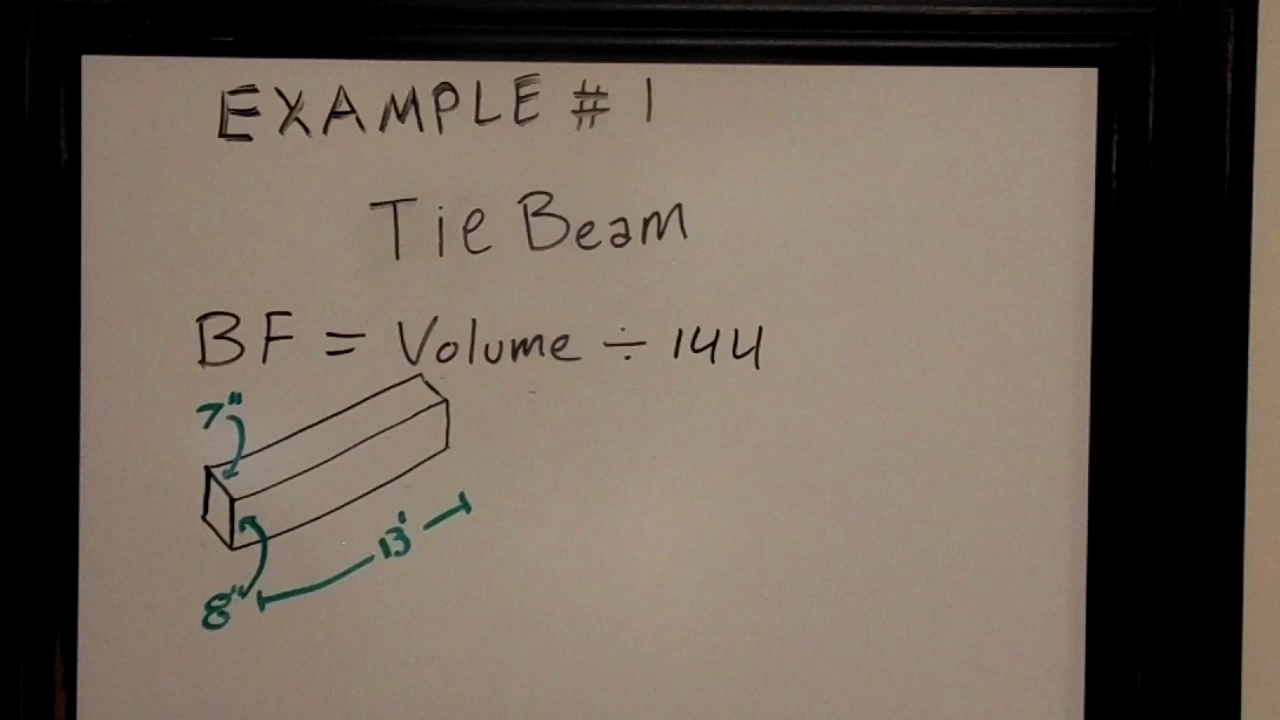 EXAMPLE # 1
Tie Beam
BF = Volume ÷ 144
7"
13'
8"